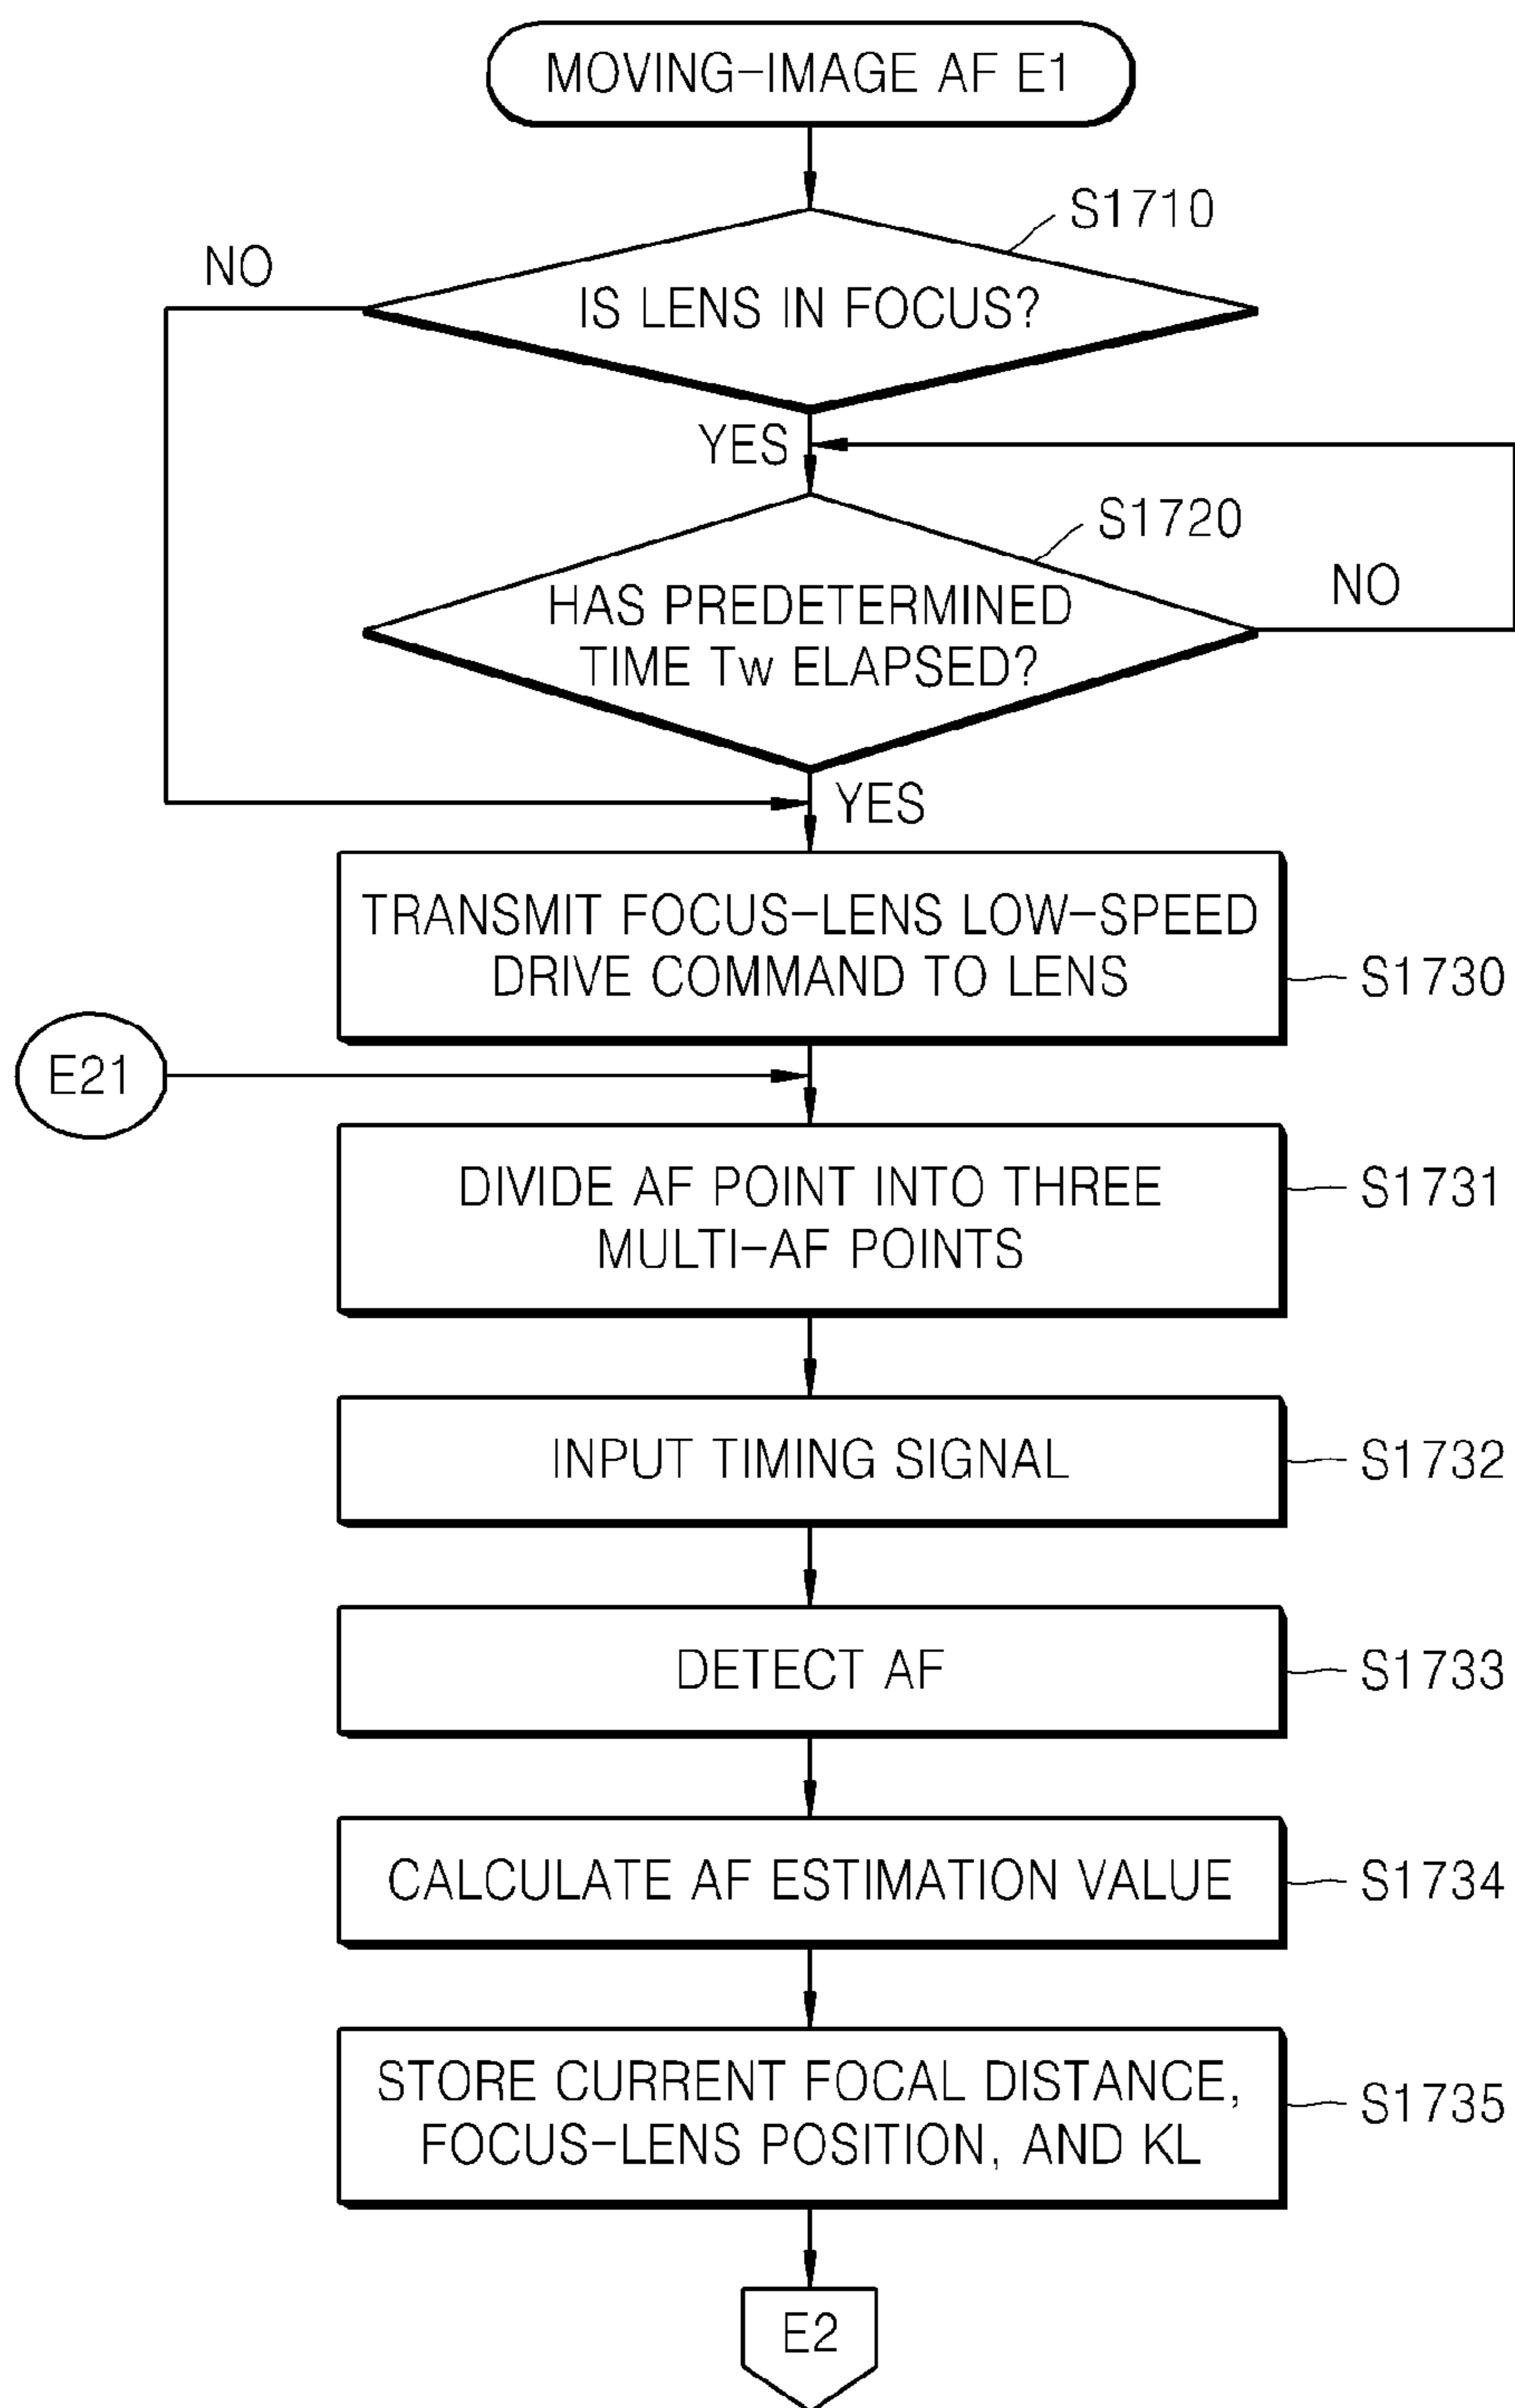 MOVING-IMAGE AF E1
S1710
NO
IS LENS IN FOCUS?
YES
S1720
NO
HAS PREDETERMINED
TIME Tw ELAPSED?
YES
TRANSMIT FOCUS-LENS LOW-SPEED
DRIVE COMMAND TO LENS
S1730
E21
DIVIDE AF POINT INTO THREE
MULTI-AF POINTS
S1731
INPUT TIMING SIGNAL
S1732
DETECT AF
S1733
CALCULATE AF ESTIMATION VALUE
S1734
STORE CURRENT FOCAL DISTANCE,
FOCUS-LENS POSITION, AND KL
S1735
E2